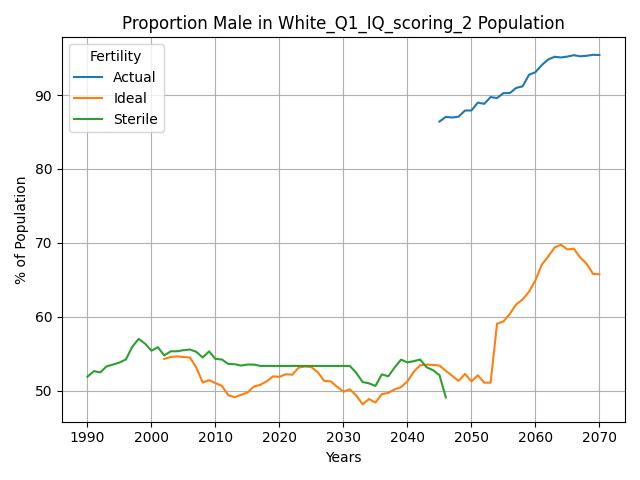 Proportion Male in White_Q1_IQ_scoring_2 Population
Fertility
Actual
Ideal
Sterile
% of Population
90
80
70
60
50
1990 2000 2010 2020 2030 2040 2050 2060 2070
Years